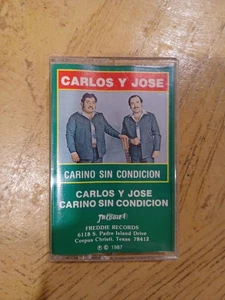 CARLOS Y JOSE
CARINO SIN CONDICION
CARLOS Y JOSE
CARINO SIN CONDICION
FREDDIE RECORDS
6118 S. Padre Island Drive
Corpus Christi, Texas 78412
℗ © 1987